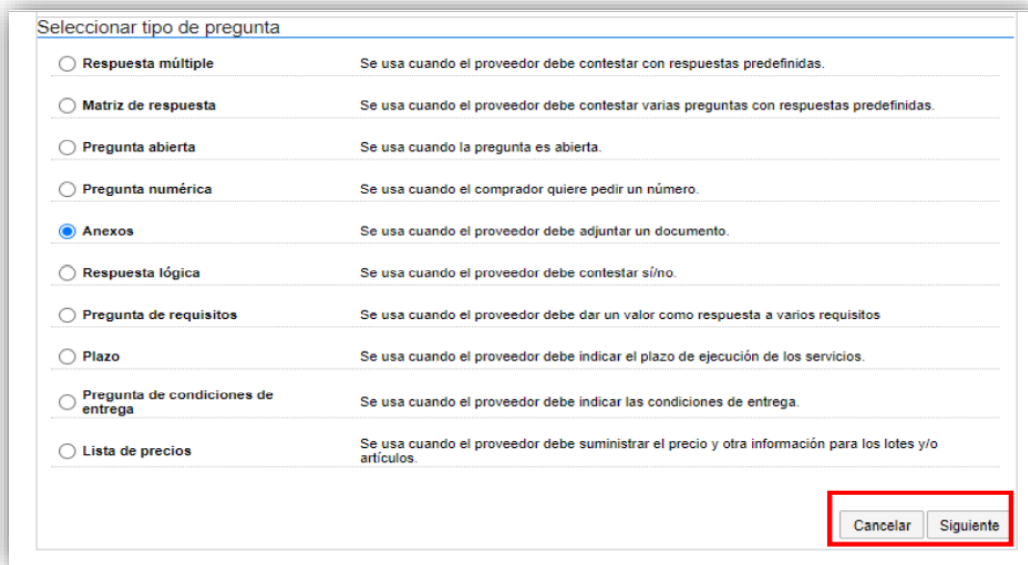 Seleccionar tipo de pregunta
Respuesta múltiple Se usa cuando el proveedor debe contestar con respuestas predefinidas.
Matriz de respuesta Se usa cuando el proveedor debe contestar varias preguntas con respuestas predefinidas.
Pregunta abierta Se usa cuando la pregunta es abierta.
Pregunta numérica Se usa cuando el comprador quiere pedir un número.
Anexos Se usa cuando el proveedor debe adjuntar un documento.
Respuesta lógica Se usa cuando el proveedor debe contestar sí/no.
Pregunta de requisitos Se usa cuando el proveedor debe dar un valor como respuesta a varios requisitos
Plazo Se usa cuando el proveedor debe indicar el plazo de ejecución de los servicios.
Pregunta de condiciones de
entrega
Se usa cuando el proveedor debe indicar las condiciones de entrega.
Lista de precios
Se usa cuando el proveedor debe suministrar el precio y otra información para los lotes y/o
artículos.
Cancelar Siguiente